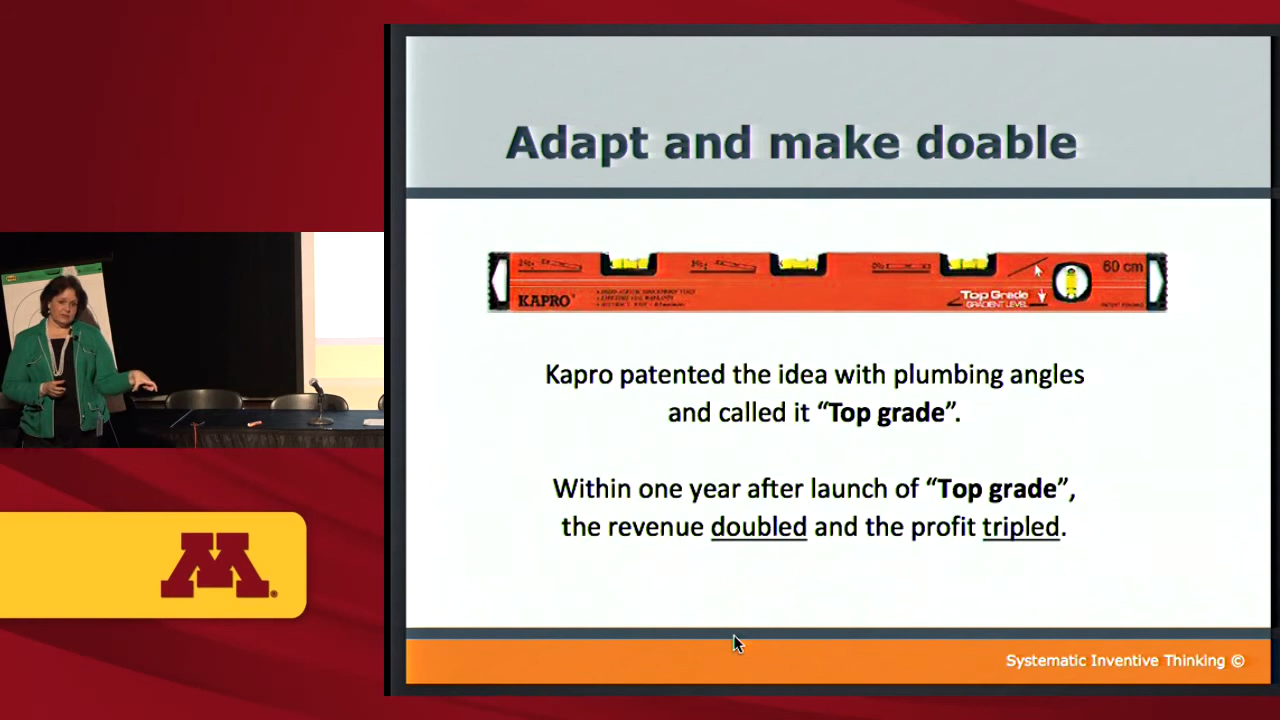 Adapt and make doable
60 cm
KAPRO
Top Grade
GRADIENT LEVEL
Kapro patented the idea with plumbing angles
and called it “Top grade”.
Within one year after launch of “Top grade”,
the revenue doubled and the profit tripled.
M
Systematic Inventive Thinking ©